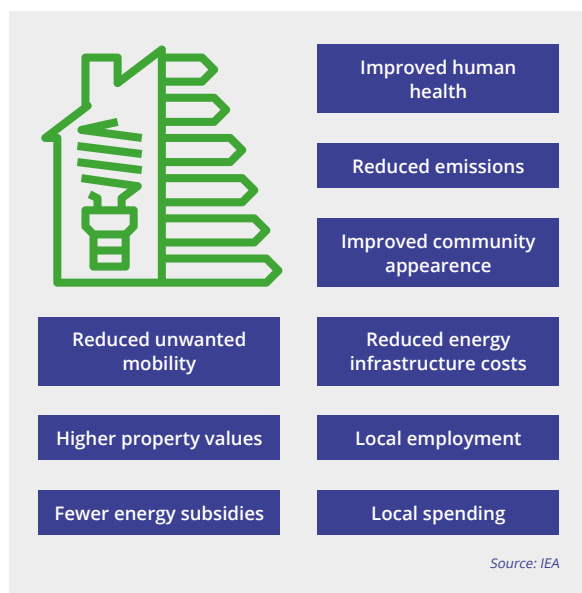 Improved human
health
Reduced emissions
Improved community
appearence
Reduced unwanted
mobility
Reduced energy
infrastructure costs
Higher property values
Local employment
Fewer energy subsidies
Local spending
Source: IEA